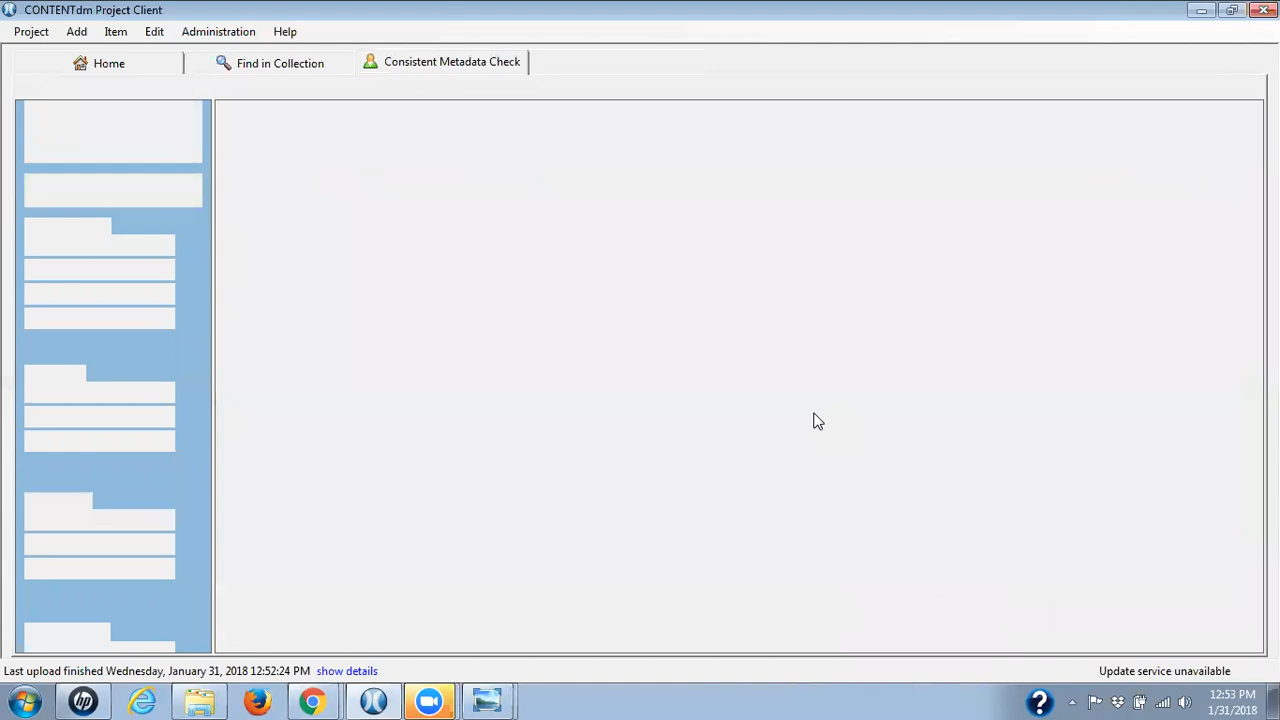 CONTENTdm Project Client
Project Add Item Edit Administration Help
Home Find in Collection Consistent Metadata Check
Last upload finished Wednesday, January 31, 2018 12:52:24 PM show details Update service unavailable
hp ? 12:53 PM
1/31/2018